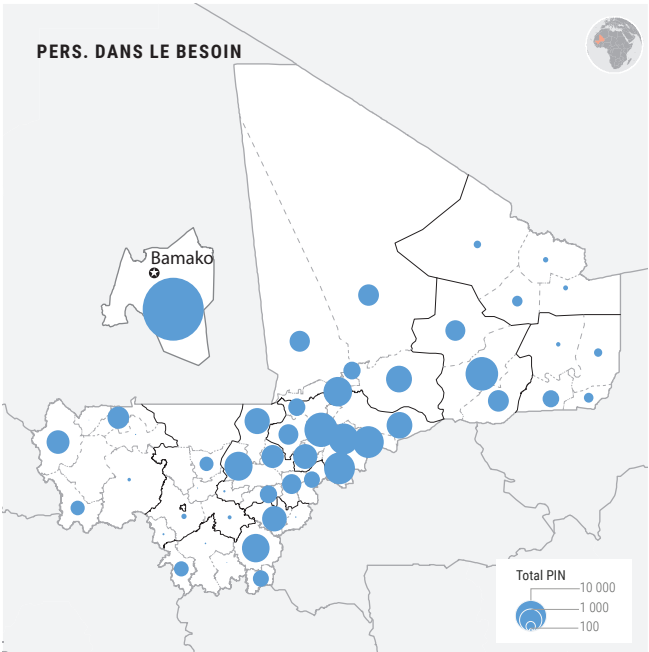 PERS. DANS LE BESOIN
Bamako
Total PIN
10 000
1 000
100